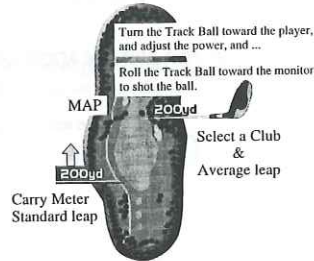 Turn the Track Ball toward the player,
and adjust the power, and ...
Roll the Track Ball toward the monitor
to shot the ball.
MAP
200yd
Select a Club
&
Average leap
200yd
Carry Meter
Standard leap